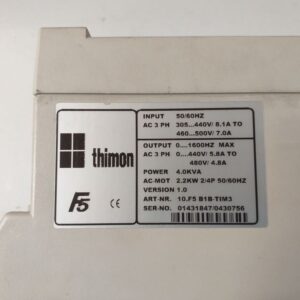 thimon
F5
CE
INPUT 50/60HZ
AC 3 PH 305...440V/ 8.1A TO
460...500V/ 7.0A
OUTPUT 0...1600HZ MAX
AC 3 PH 0...440V/ 5.8A TO
480V/ 4.8A
POWER 4.0KVA
AC-MOT 2.2KW 2/4P 50/60HZ
VERSION 1.0
ART-NR. 10.F5 B1B-TIM3
SER-NO. 01431847/0430756